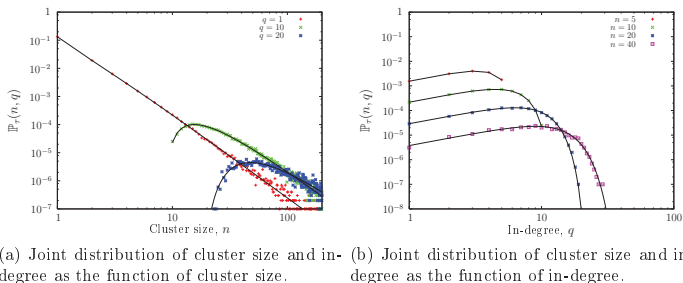 1
10^-1
10^-2
10^-3
10^-4
10^-5
10^-6
10^-7
1
10
100
ℙ_τ(n, q)
Cluster size, n
q = 1
q = 10
q = 20
(a) Joint distribution of cluster size and in-
degree as the function of cluster size.
1
10^-1
10^-2
10^-3
10^-4
10^-5
10^-6
10^-7
10^-8
1
10
100
ℙ_τ(n, q)
In-degree, q
n = 5
n = 10
n = 20
n = 40
(b) Joint distribution of cluster size and in
degree as the function of in-degree.